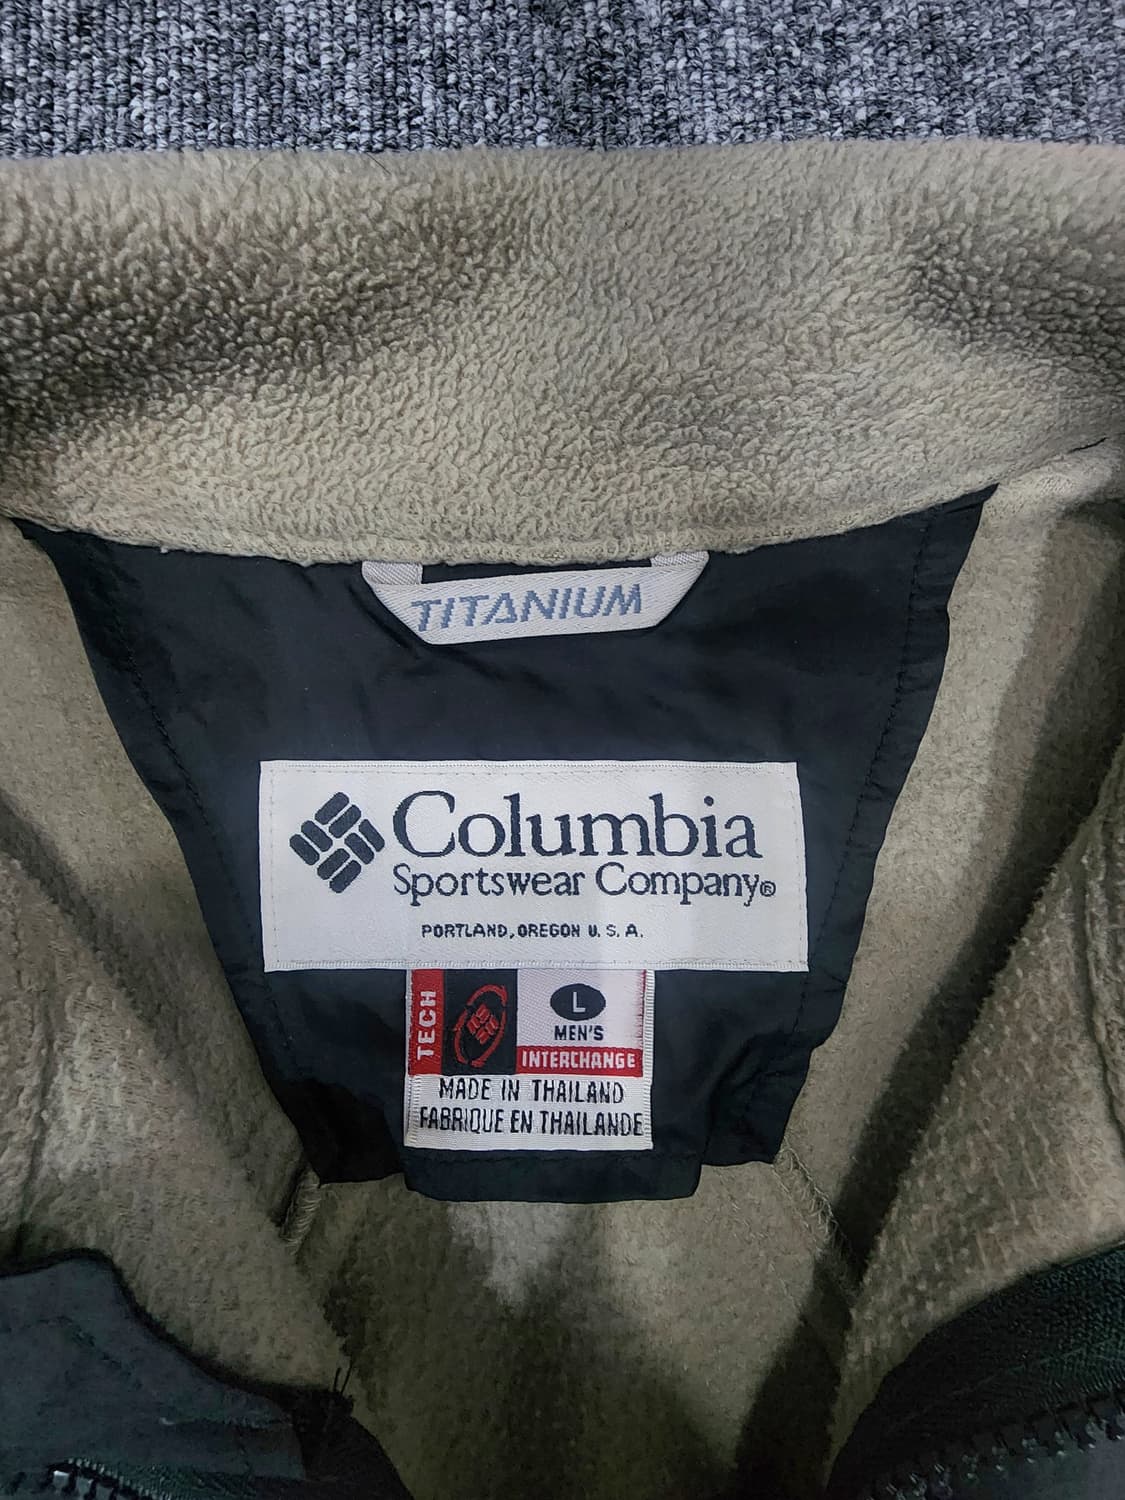 TITANIUM
Columbia
Sportswear Company®
PORTLAND, OREGON U.S.A.
TECH
L
MEN'S
INTERCHANGE
MADE IN THAILAND
FABRIQUE EN THAILANDE